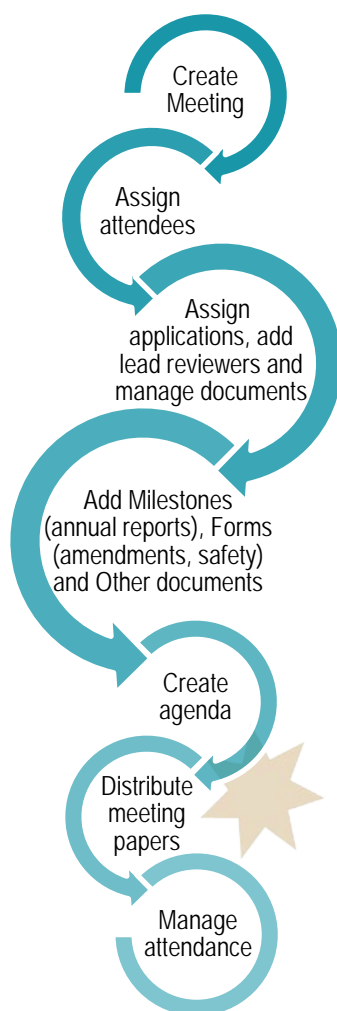 Create
Meeting
Assign
attendees
Assign
applications, add
lead reviewers and
manage documents
Add Milestones
(annual reports), Forms
(amendments, safety)
and Other documents
Create
agenda
Distribute
meeting
papers
Manage
attendance